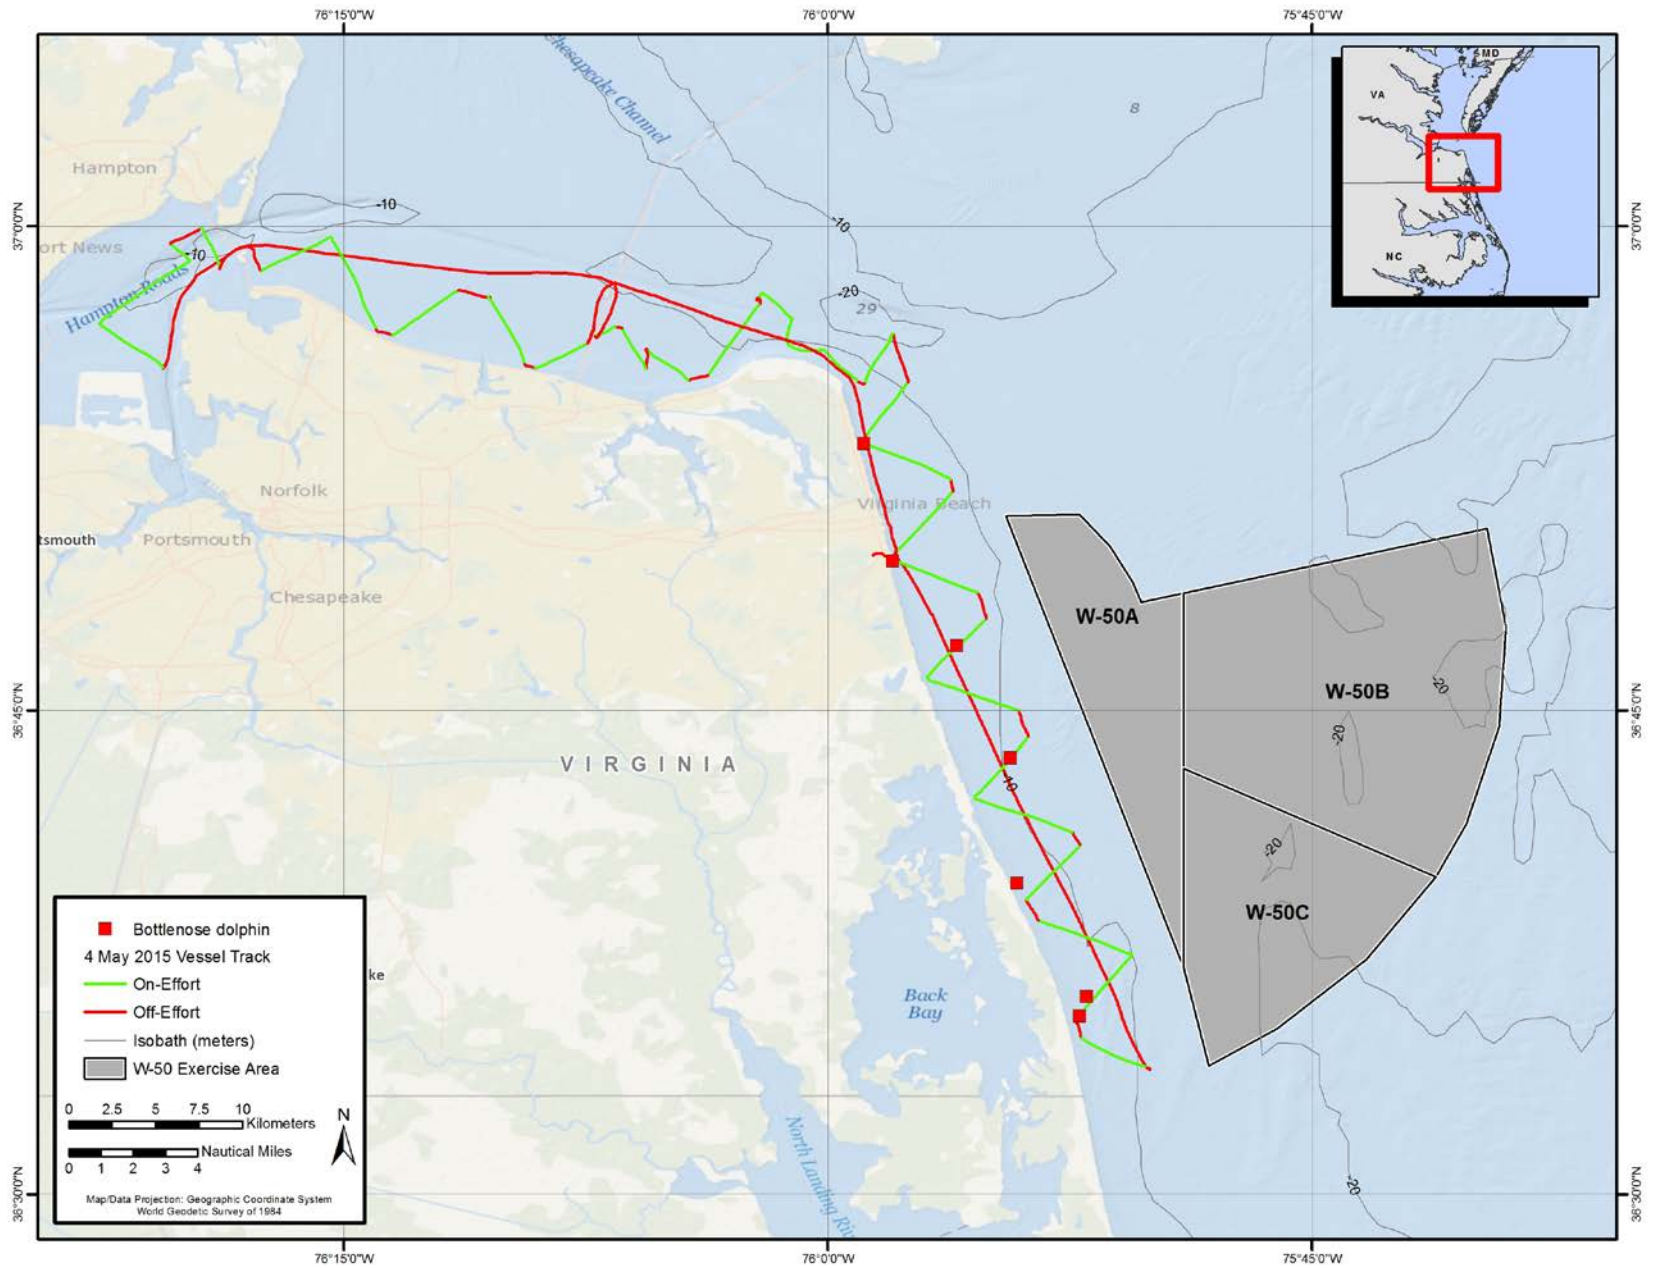 76°15'0"W
76°0'0"W
75°45'0"W
Chesapeake Channel
8
MD
VA
NC
Hampton
-10
37°0'0"N
37°0'0"N
ort News
-10
-10
Hampton Roads
-20
29
Norfolk
Virginia Beach
tsmouth
Portsmouth
Chesapeake
W-50A
W-50B
-20
36°45'0"N
36°45'0"N
-20
VIRGINIA
-20
W-50C
Bottlenose dolphin
4 May 2015 Vessel Track
On-Effort
Off-Effort
Isobath (meters)
W-50 Exercise Area
0 2.5 5 7.5 10
Kilometers
Nautical Miles
0 1 2 3 4
N
Map/Data Projection: Geographic Coordinate System
World Geodetic Survey of 1984
ke
Back
Bay
North Landing Riv
-20
36°30'0"N
36°30'0"N
76°15'0"W
76°0'0"W
75°45'0"W